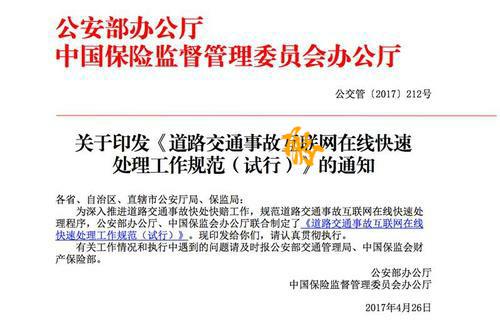 公安部办公厅
中国保险监督管理委员会办公厅
公交管〔2017〕212号
关于印发《道路交通事故互联网在线快速
处理工作规范（试行）》的通知
各省、自治区、直辖市公安厅局、保监局：
为深入推进道路交通事故快处快赔工作，规范道路交通事故互联网在线快速处
理程序，公安部办公厅、中国保监会办公厅联合制定了《道路交通事故互联网在线
快速处理工作规范（试行）》。现印发给你们，请认真贯彻执行。
有关工作情况和执行中遇到的问题请及时报公安部交通管理局、中国保监会财
产保险部。
公安部办公厅
中国保险监督管理委员会办公厅
2017年4月26日